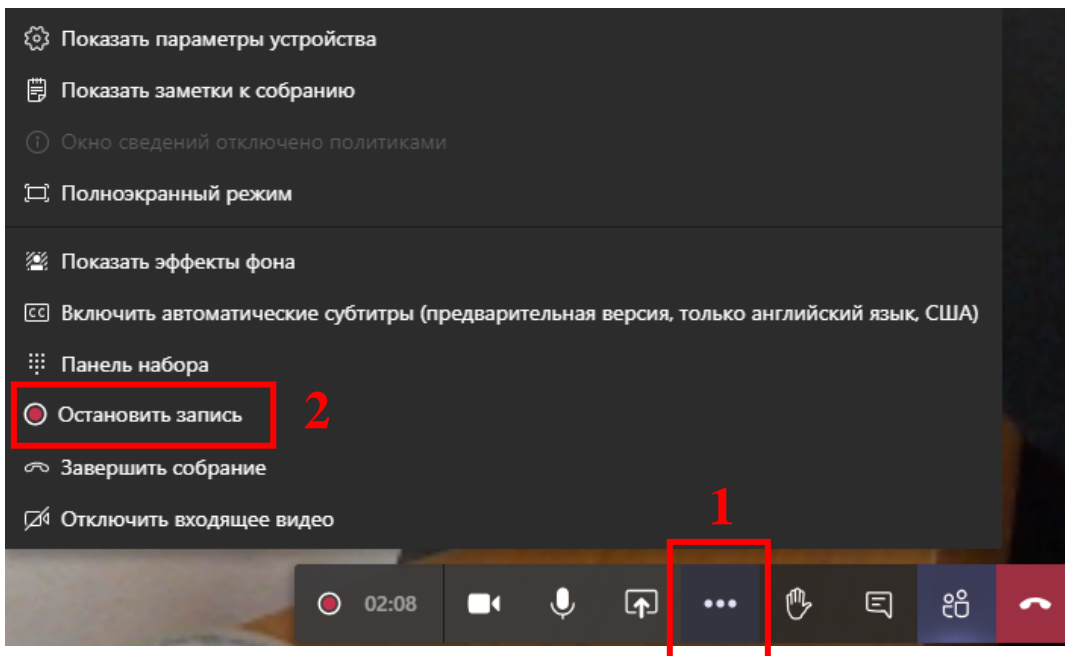 Показать параметры устройства
Показать заметки к собранию
Окно сведений отключено политиками
Полноэкранный режим
Показать эффекты фона
CC Включить автоматические субтитры (предварительная версия, только английский язык, США)
Панель набора
Остановить запись 2
Завершить собрание
1
Отключить входящее видео
02:08